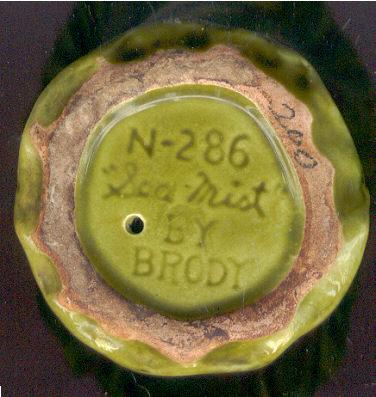 N-286
"Sea-Mist"
BY
BRODY
200